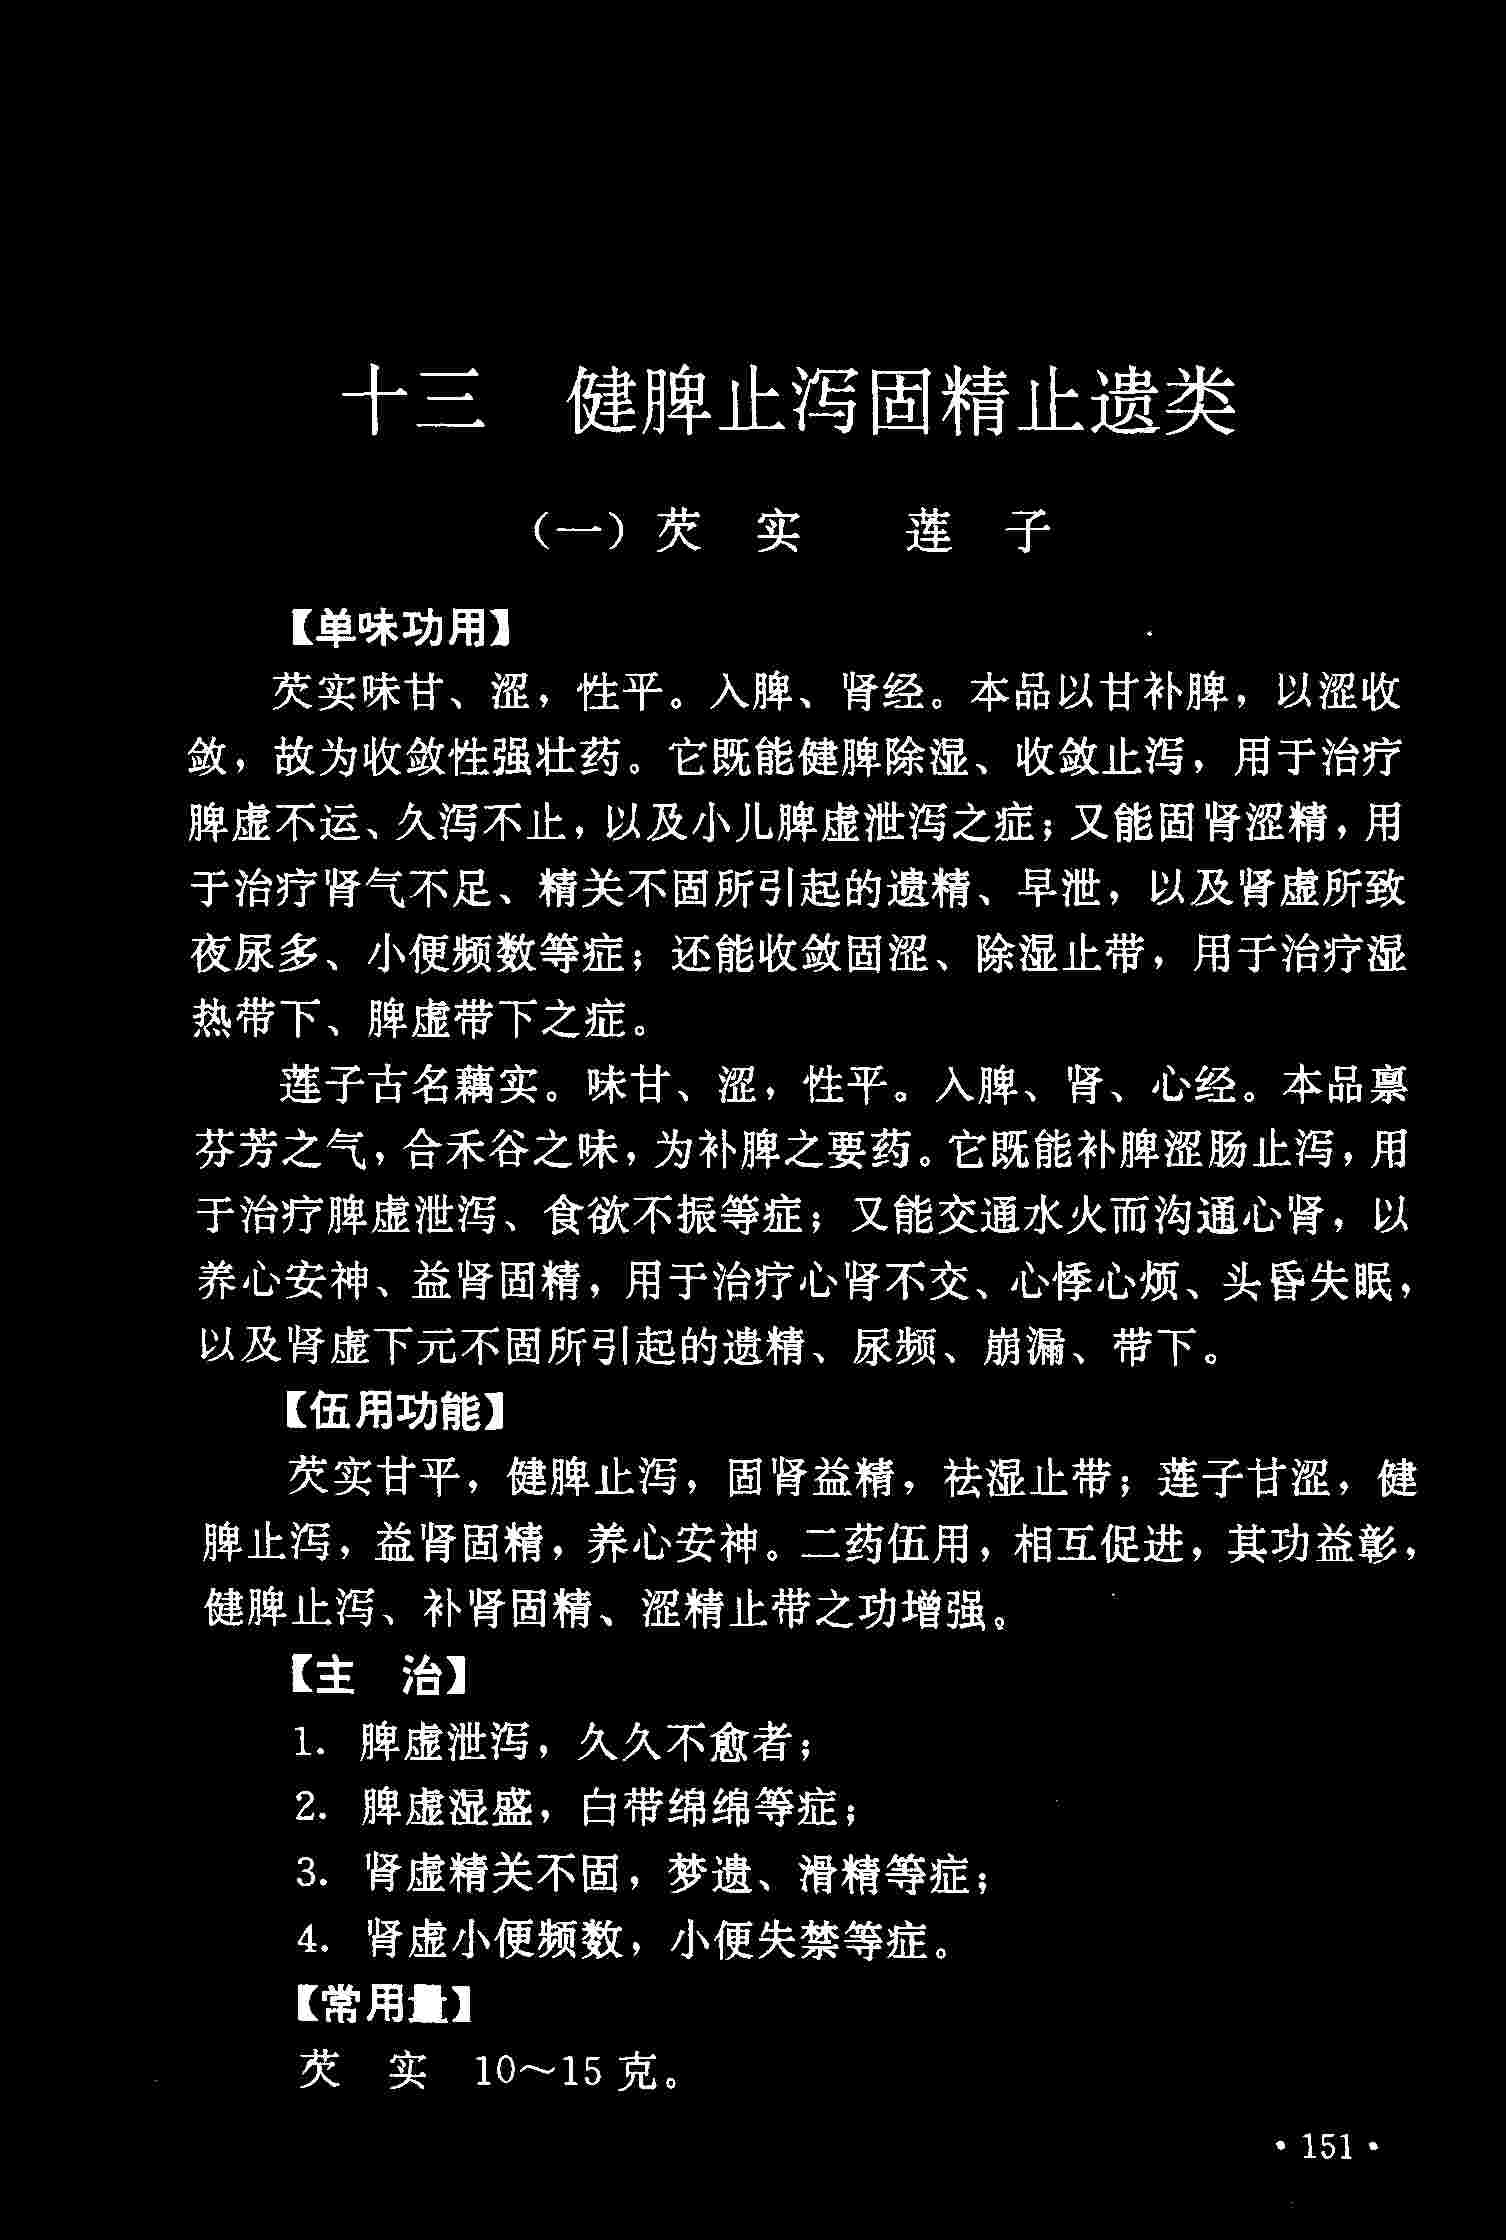 十三　健脾止泻固精止遗类
（一）芡　实　　莲　子
【单味功用】
芡实味甘、涩，性平。入脾、肾经。本品以甘补脾，以涩收
敛，故为收敛性强壮药。它既能健脾除湿、收敛止泻，用于治疗
脾虚不运、久泻不止，以及小儿脾虚泄泻之症；又能固肾涩精，用
于治疗肾气不足、精关不固所引起的遗精、早泄，以及肾虚所致
夜尿多、小便频数等症；还能收敛固涩、除湿止带，用于治疗湿
热带下、脾虚带下之症。
莲子古名藕实。味甘、涩，性平。入脾、肾、心经。本品禀
芬芳之气，合禾谷之味，为补脾之要药。它既能补脾涩肠止泻，用
于治疗脾虚泄泻、食欲不振等症；又能交通水火而沟通心肾，以
养心安神、益肾固精，用于治疗心肾不交、心悸心烦、头昏失眠，
以及肾虚下元不固所引起的遗精、尿频、崩漏、带下。
【伍用功能】
芡实甘平，健脾止泻，固肾益精，祛湿止带；莲子甘涩，健
脾止泻，益肾固精，养心安神。二药伍用，相互促进，其功益彰，
健脾止泻、补肾固精、涩精止带之功增强。
【主　治】
1. 脾虚泄泻，久久不愈者；
2. 脾虚湿盛，白带绵绵等症；
3. 肾虚精关不固，梦遗、滑精等症；
4. 肾虚小便频数，小便失禁等症。
【常用量】
芡　实　10～15 克。
· 151 ·